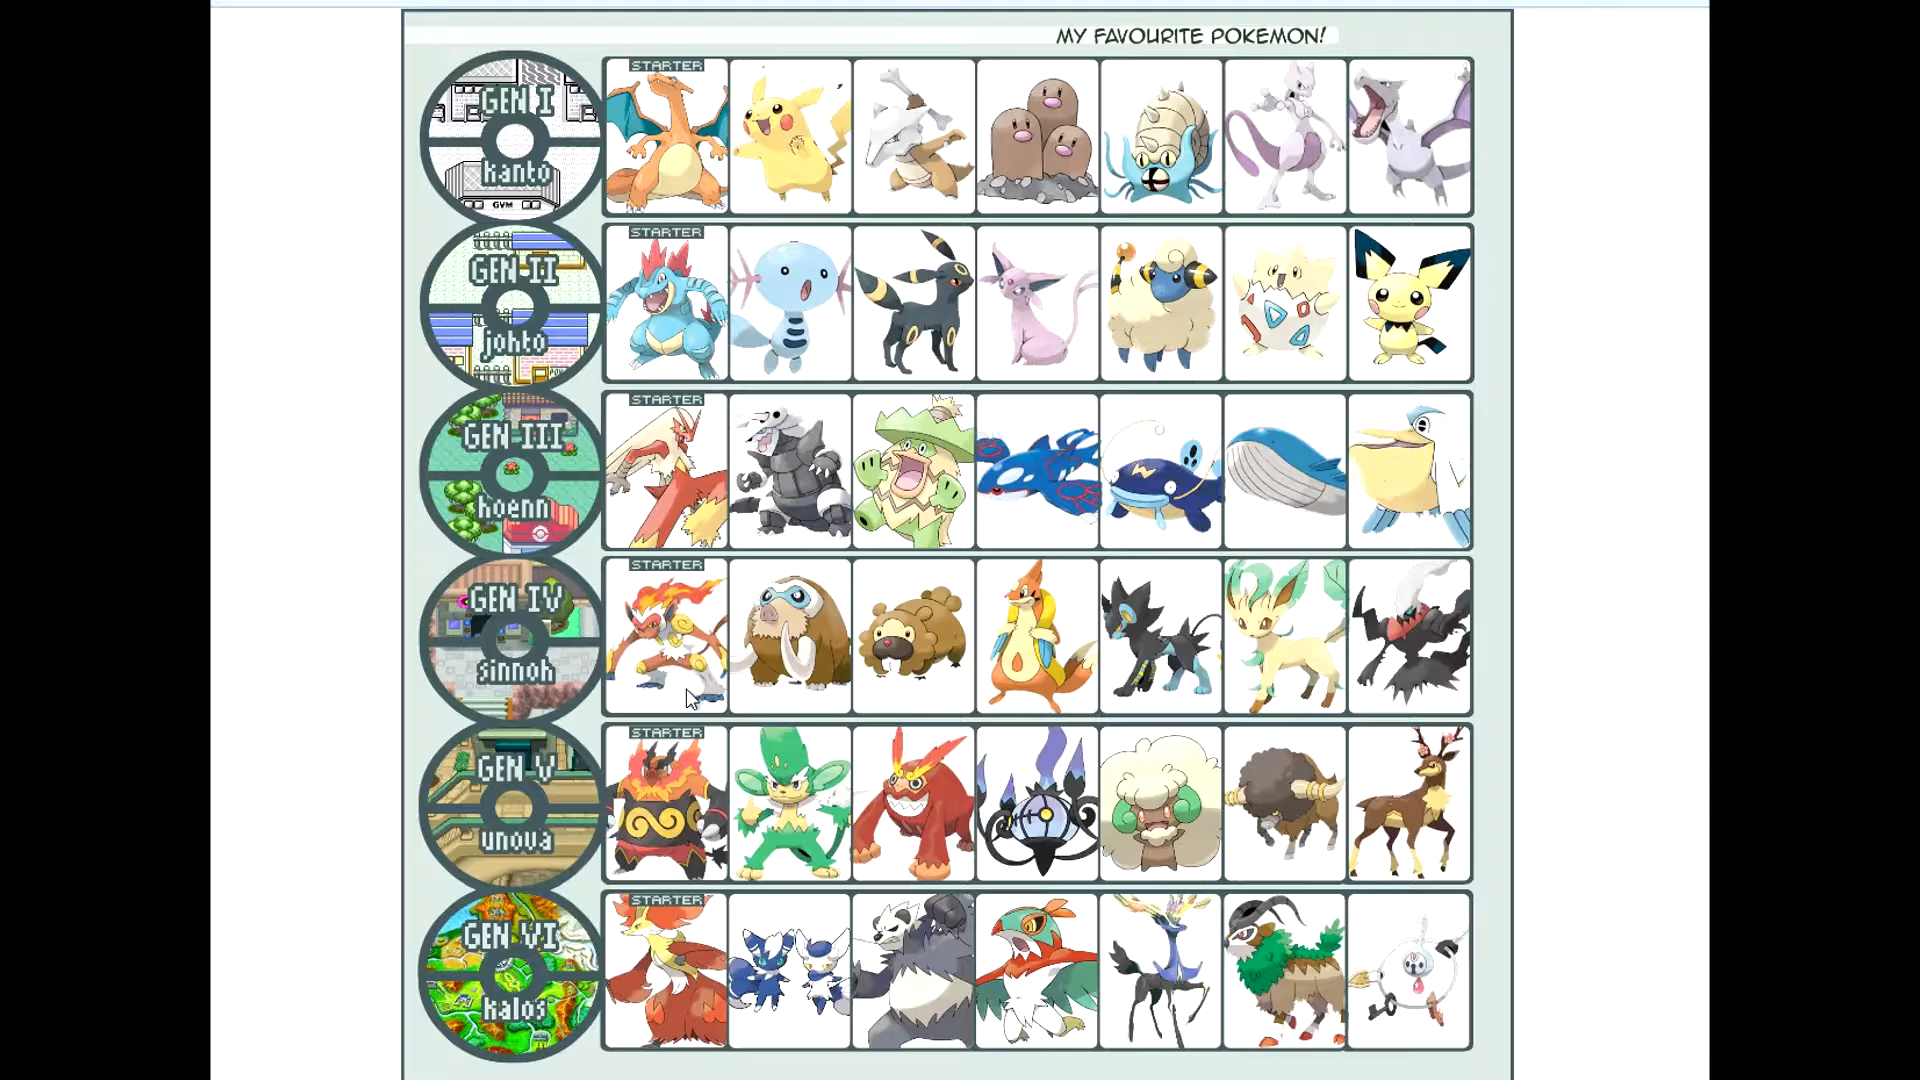 MY FAVOURITE POKEMON!
GEN I
kanto
GYM
STARTER
GEN II
johto
STARTER
GEN III
hoenn
STARTER
GEN IV
sinnoh
STARTER
GEN V
unova
STARTER
GEN VI
kalos
STARTER